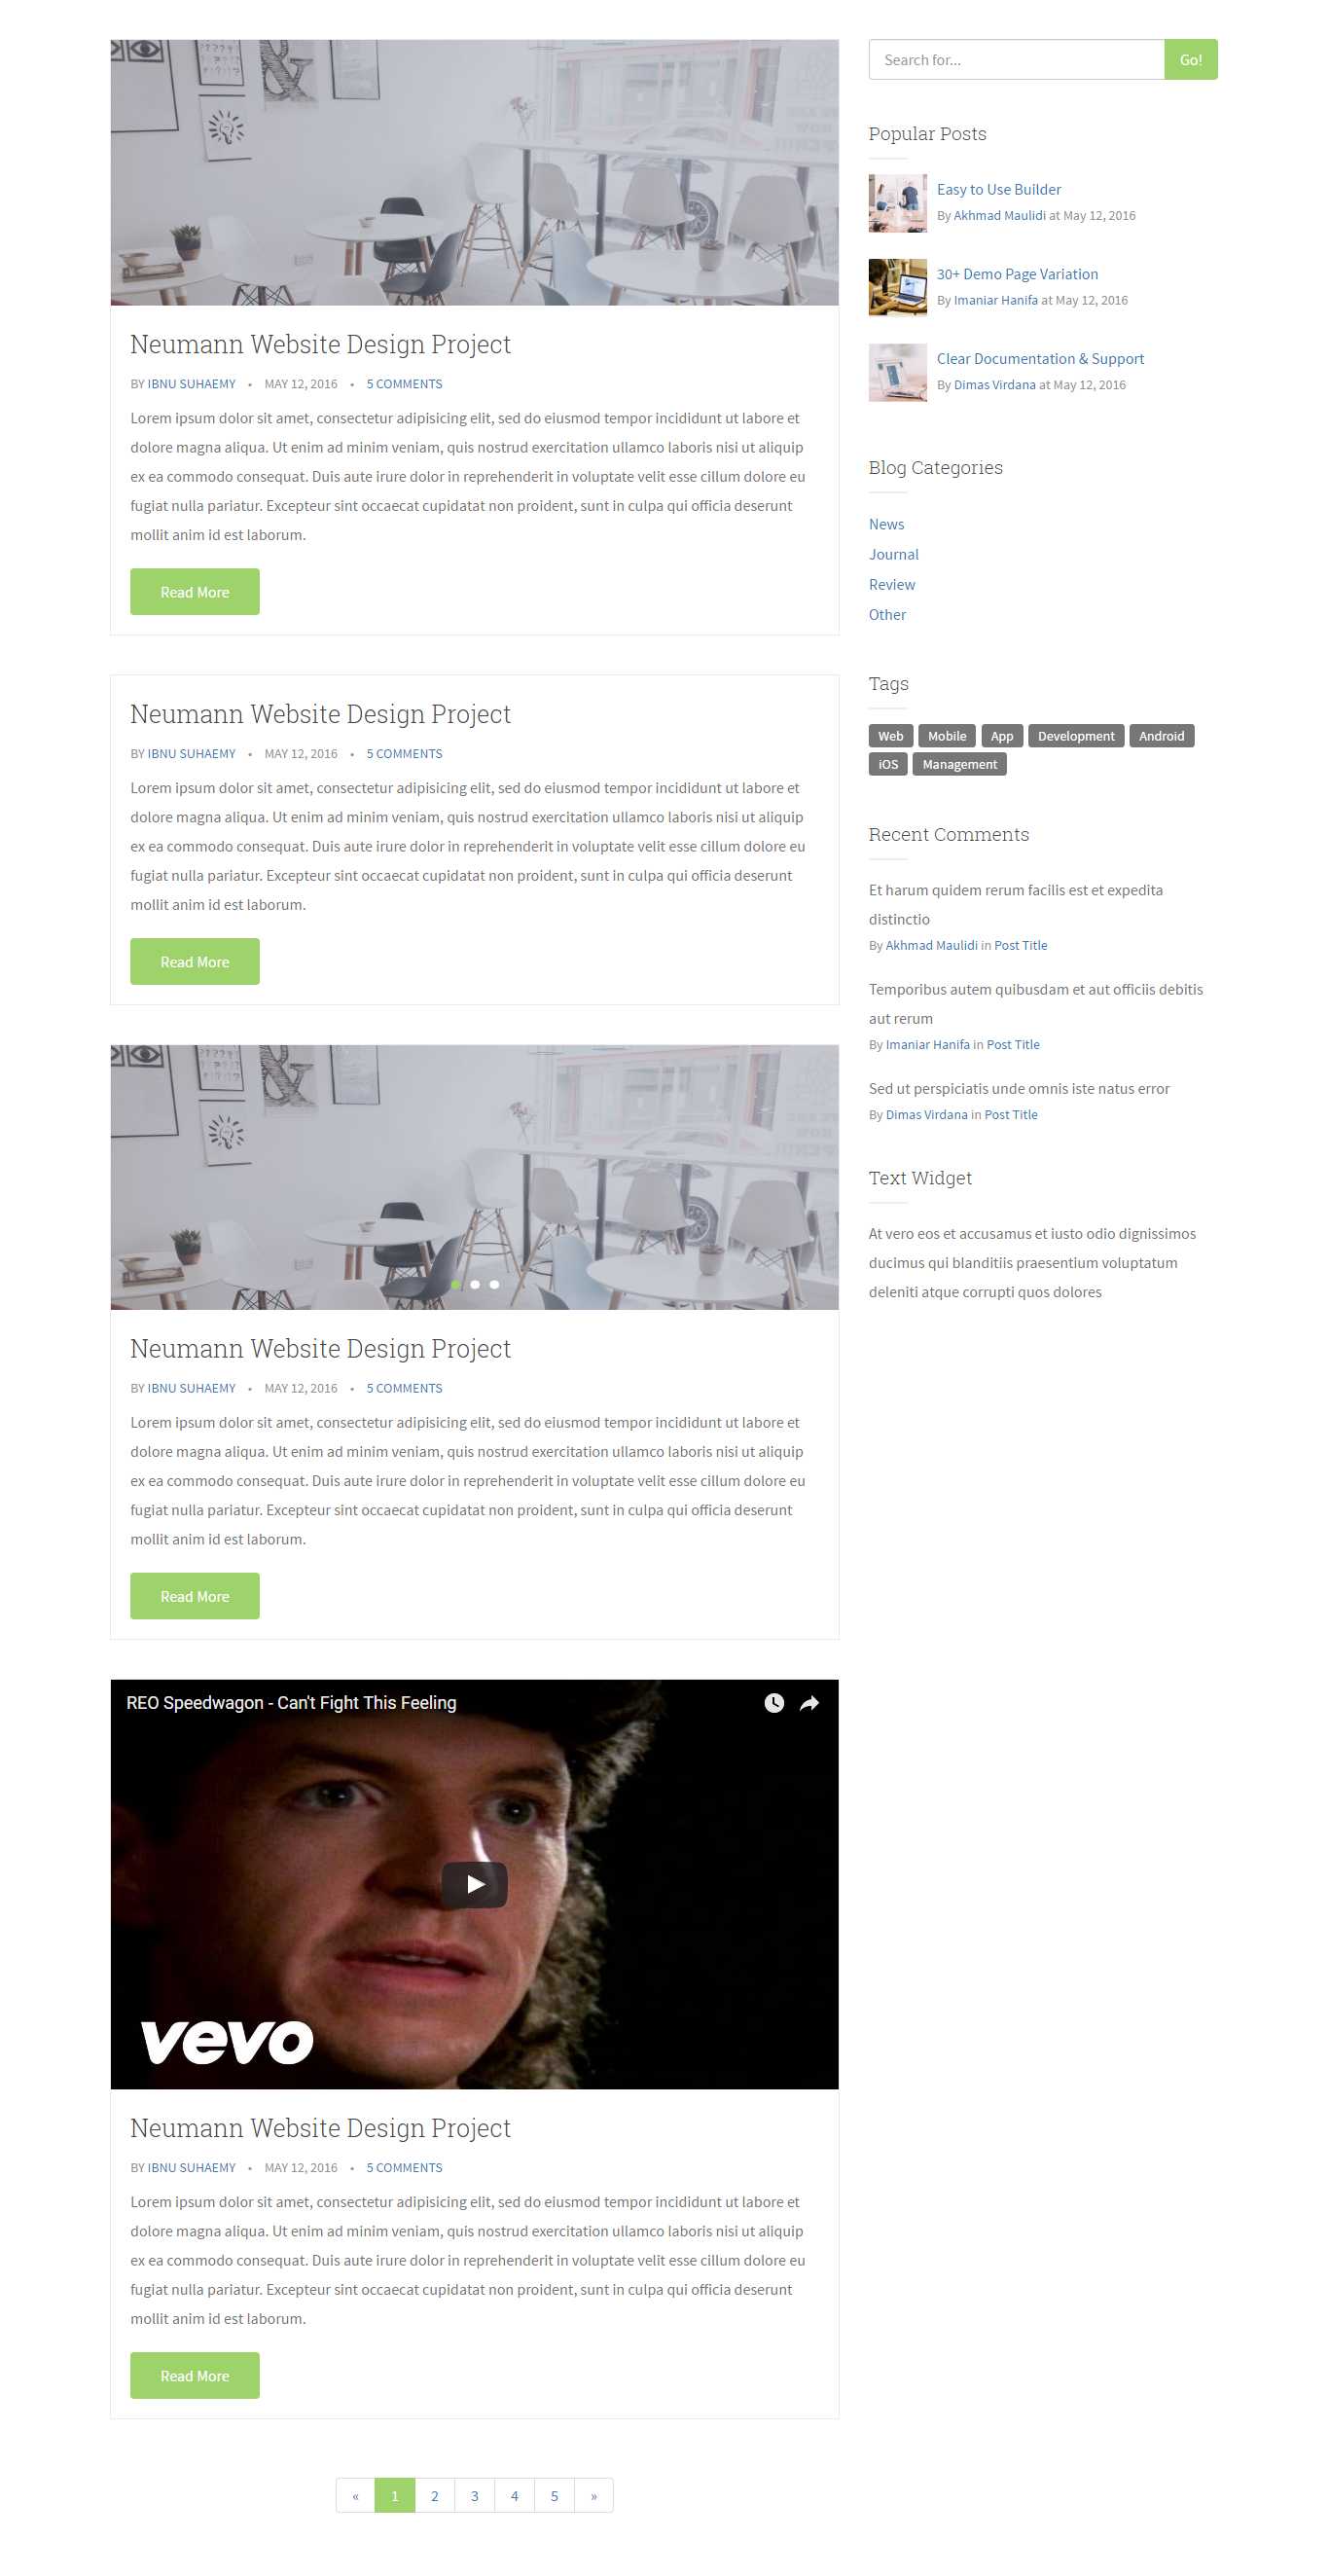 Neumann Website Design Project
BY IBNU SUHAEMY • MAY 12, 2016 • 5 COMMENTS
Lorem ipsum dolor sit amet, consectetur adipisicing elit, sed do eiusmod tempor incididunt ut labore et
dolore magna aliqua. Ut enim ad minim veniam, quis nostrud exercitation ullamco laboris nisi ut aliquip
ex ea commodo consequat. Duis aute irure dolor in reprehenderit in voluptate velit esse cillum dolore eu
fugiat nulla pariatur. Excepteur sint occaecat cupidatat non proident, sunt in culpa qui officia deserunt
mollit anim id est laborum.
Read More
Neumann Website Design Project
BY IBNU SUHAEMY • MAY 12, 2016 • 5 COMMENTS
Lorem ipsum dolor sit amet, consectetur adipisicing elit, sed do eiusmod tempor incididunt ut labore et
dolore magna aliqua. Ut enim ad minim veniam, quis nostrud exercitation ullamco laboris nisi ut aliquip
ex ea commodo consequat. Duis aute irure dolor in reprehenderit in voluptate velit esse cillum dolore eu
fugiat nulla pariatur. Excepteur sint occaecat cupidatat non proident, sunt in culpa qui officia deserunt
mollit anim id est laborum.
Read More
Neumann Website Design Project
BY IBNU SUHAEMY • MAY 12, 2016 • 5 COMMENTS
Lorem ipsum dolor sit amet, consectetur adipisicing elit, sed do eiusmod tempor incididunt ut labore et
dolore magna aliqua. Ut enim ad minim veniam, quis nostrud exercitation ullamco laboris nisi ut aliquip
ex ea commodo consequat. Duis aute irure dolor in reprehenderit in voluptate velit esse cillum dolore eu
fugiat nulla pariatur. Excepteur sint occaecat cupidatat non proident, sunt in culpa qui officia deserunt
mollit anim id est laborum.
Read More
REO Speedwagon - Can't Fight This Feeling
vevo
Neumann Website Design Project
BY IBNU SUHAEMY • MAY 12, 2016 • 5 COMMENTS
Lorem ipsum dolor sit amet, consectetur adipisicing elit, sed do eiusmod tempor incididunt ut labore et
dolore magna aliqua. Ut enim ad minim veniam, quis nostrud exercitation ullamco laboris nisi ut aliquip
ex ea commodo consequat. Duis aute irure dolor in reprehenderit in voluptate velit esse cillum dolore eu
fugiat nulla pariatur. Excepteur sint occaecat cupidatat non proident, sunt in culpa qui officia deserunt
mollit anim id est laborum.
Read More
« 1 2 3 4 5 »
Search for... Go!
Popular Posts
Easy to Use Builder
By Akhmad Maulidi at May 12, 2016
30+ Demo Page Variation
By Imaniar Hanifa at May 12, 2016
Clear Documentation & Support
By Dimas Virdana at May 12, 2016
Blog Categories
News
Journal
Review
Other
Tags
Web Mobile App Development Android
iOS Management
Recent Comments
Et harum quidem rerum facilis est et expedita
distinctio
By Akhmad Maulidi in Post Title
Temporibus autem quibusdam et aut officiis debitis
aut rerum
By Imaniar Hanifa in Post Title
Sed ut perspiciatis unde omnis iste natus error
By Dimas Virdana in Post Title
Text Widget
At vero eos et accusamus et iusto odio dignissimos
ducimus qui blanditiis praesentium voluptatum
deleniti atque corrupti quos dolores